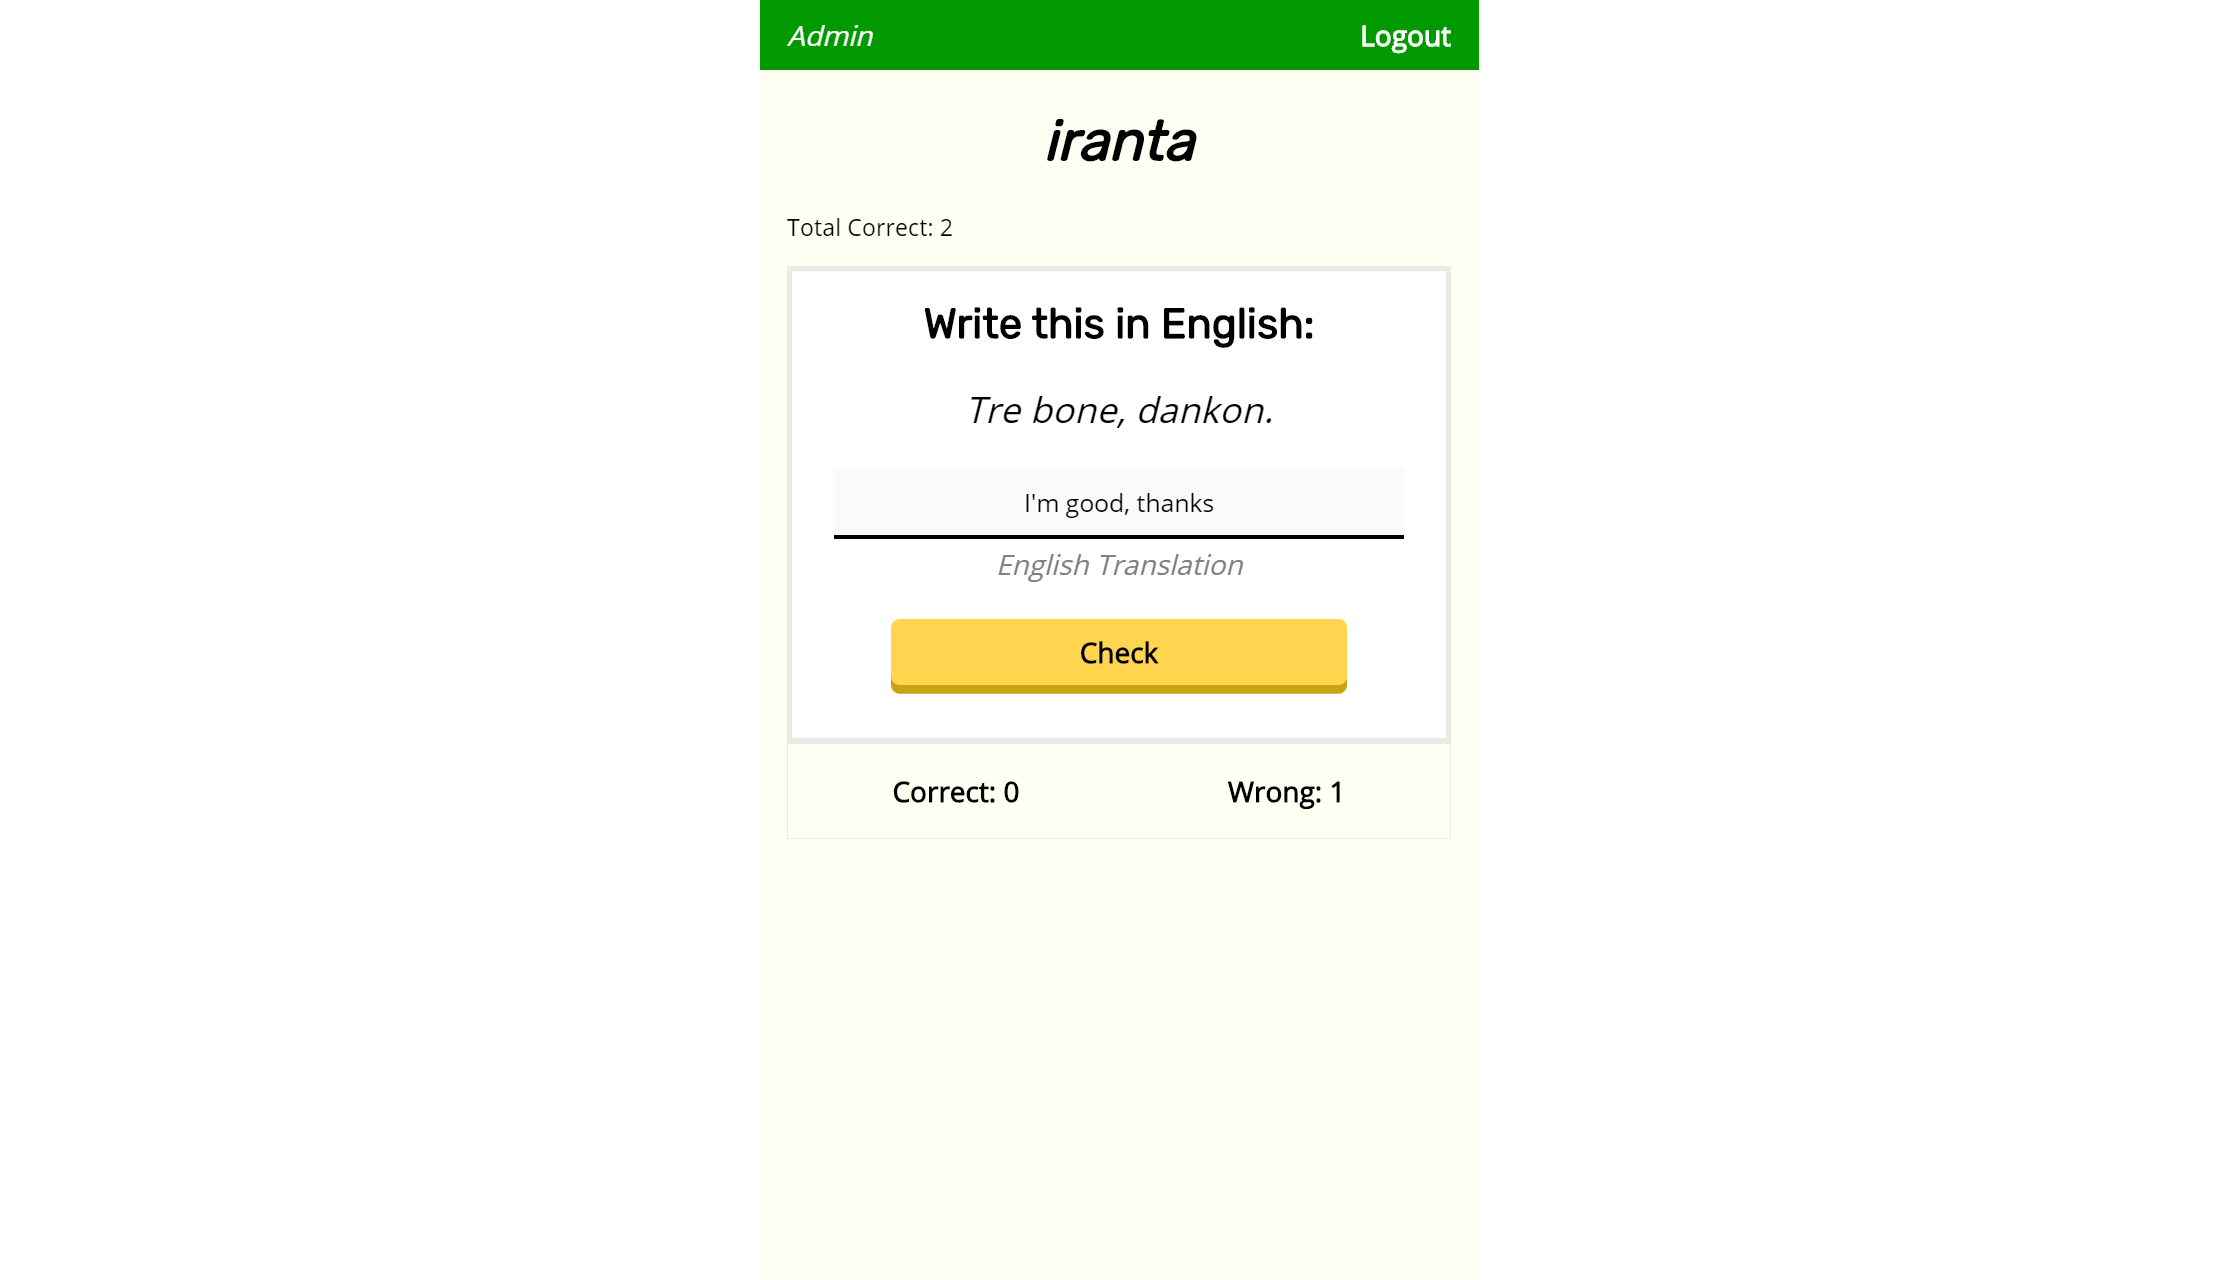 Admin
Logout
iranta
Total Correct: 2
Write this in English:
Tre bone, dankon.
I'm good, thanks
English Translation
Check
Correct: 0
Wrong: 1